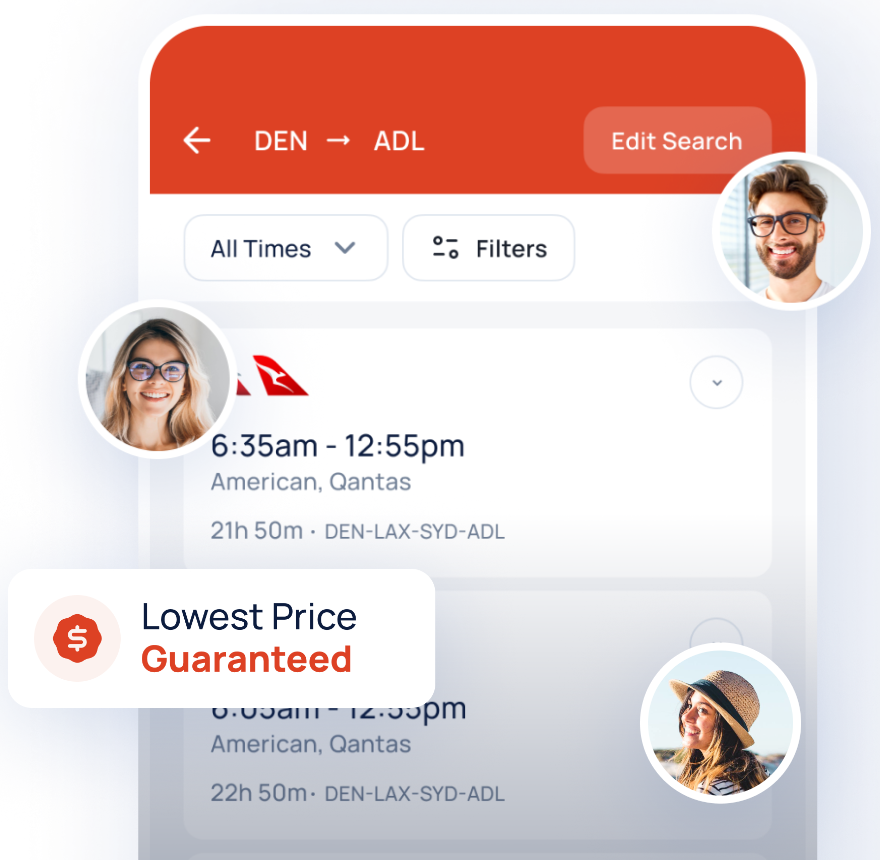 DEN → ADL
Edit Search
All Times
Filters
6:35am - 12:55pm
American, Qantas
21h 50m · DEN-LAX-SYD-ADL
Lowest Price
Guaranteed
6:05am - 12:55pm
American, Qantas
22h 50m · DEN-LAX-SYD-ADL